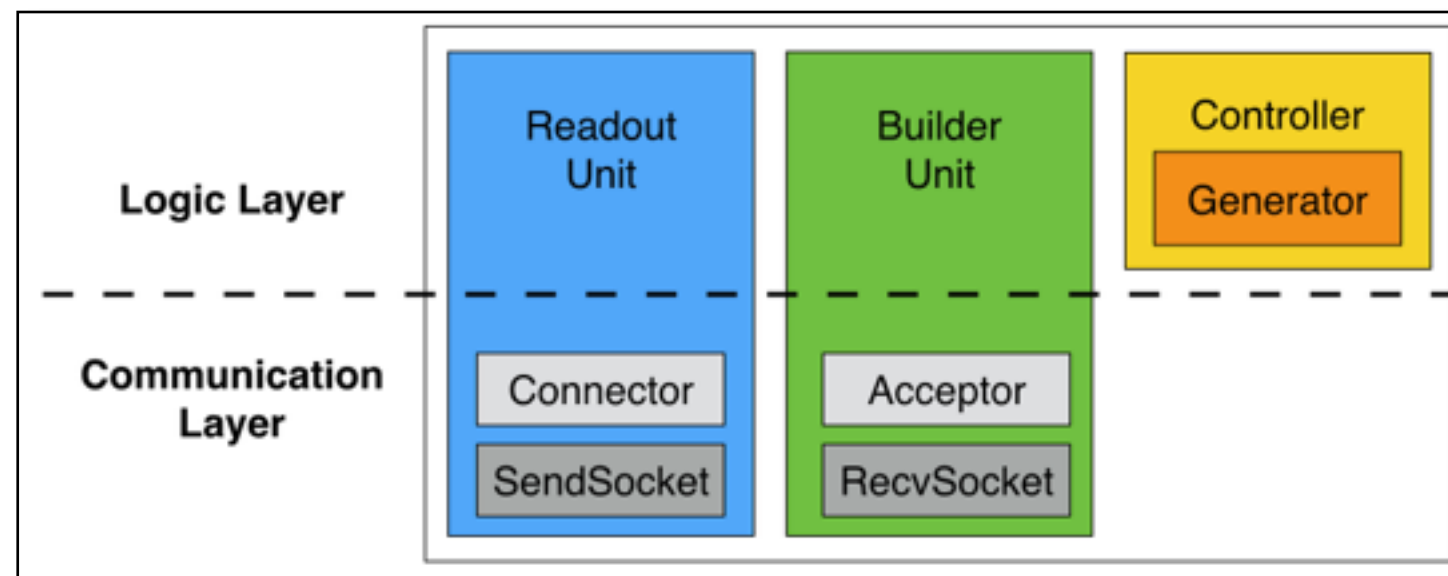 Logic Layer
Communication
Layer
Readout
Unit
Connector
SendSocket
Builder
Unit
Acceptor
RecvSocket
Controller
Generator